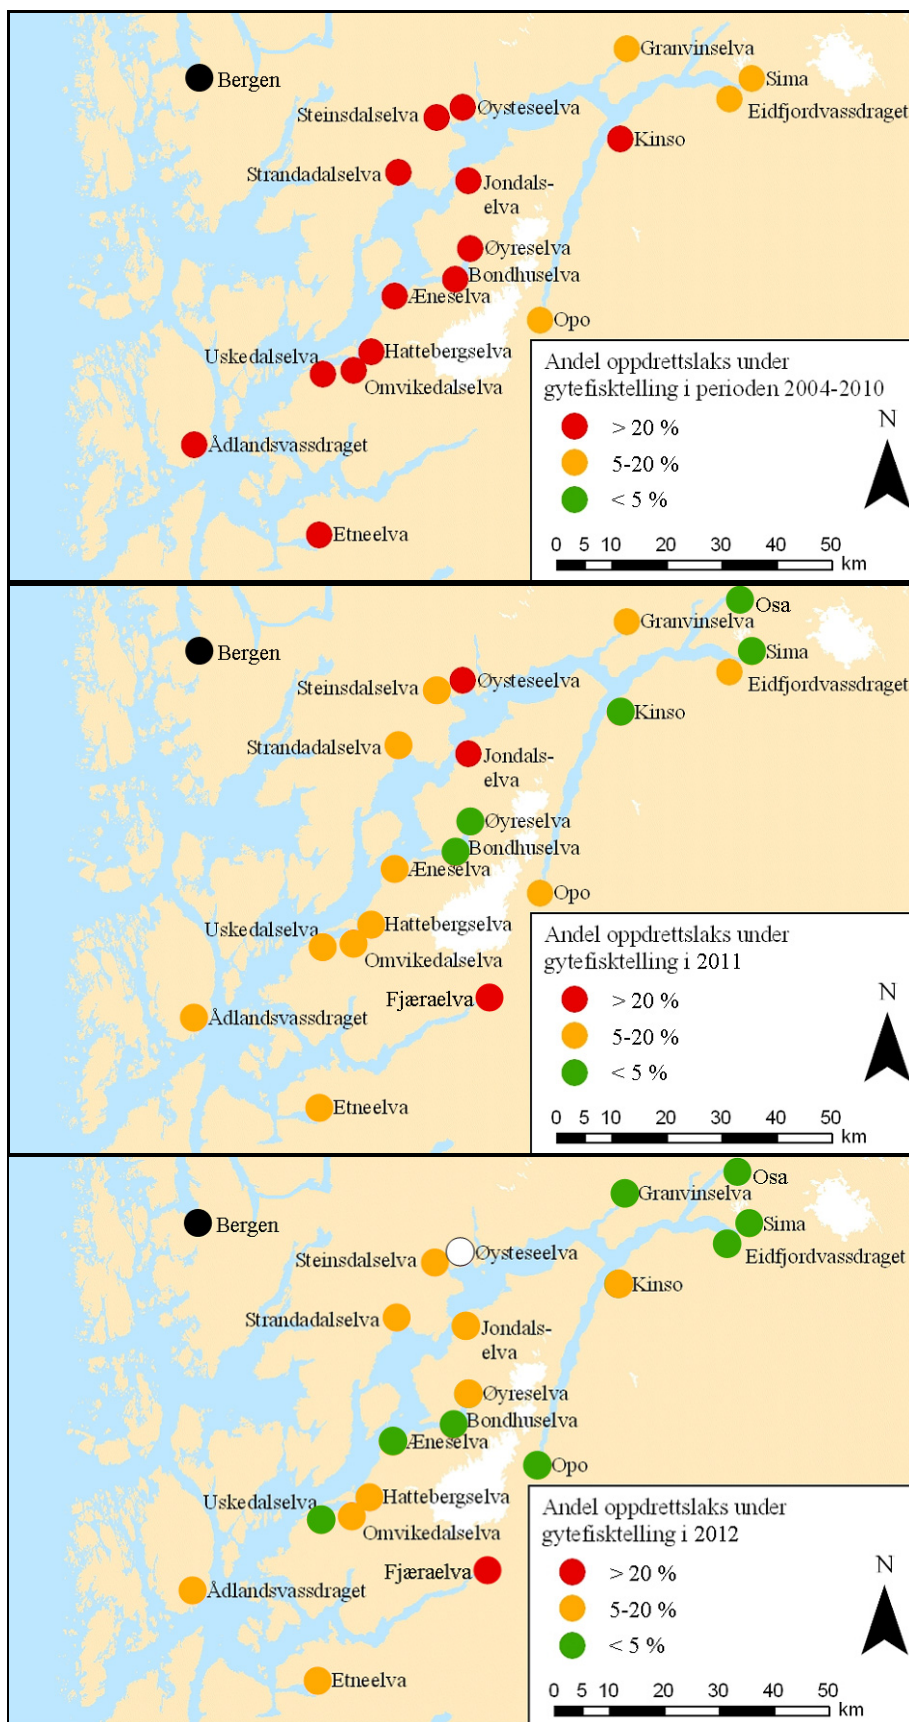 Granvinselva
Bergen
Sima
Steinsdalselva
Øysteseelva
Eidfjordvassdraget
Kinso
Strandadalselva
Jondals-
elva
Øyreselva
Bondhuselva
Æneselva
Opo
Uskedalselva
Hattebergselva
Omvikedalselva
Ådlandsvassdraget
Etneelva
Andel oppdrettslaks under
gytefisktelling i perioden 2004-2010
> 20 %
5-20 %
< 5 %
N
0 5 10 20 30 40 50
km
Osa
Granvinselva
Bergen
Sima
Steinsdalselva
Øysteseelva
Eidfjordvassdraget
Kinso
Strandadalselva
Jondals-
elva
Øyreselva
Bondhuselva
Æneselva
Opo
Uskedalselva
Hattebergselva
Omvikedalselva
Fjæraelva
Ådlandsvassdraget
Etneelva
Andel oppdrettslaks under
gytefisktelling i 2011
> 20 %
5-20 %
< 5 %
N
0 5 10 20 30 40 50
km
Osa
Granvinselva
Bergen
Sima
Steinsdalselva
Øysteseelva
Eidfjordvassdraget
Kinso
Strandadalselva
Jondals-
elva
Øyreselva
Bondhuselva
Æneselva
Opo
Uskedalselva
Hattebergselva
Omvikedalselva
Fjæraelva
Ådlandsvassdraget
Etneelva
Andel oppdrettslaks under
gytefisktelling i 2012
> 20 %
5-20 %
< 5 %
N
0 5 10 20 30 40 50
km